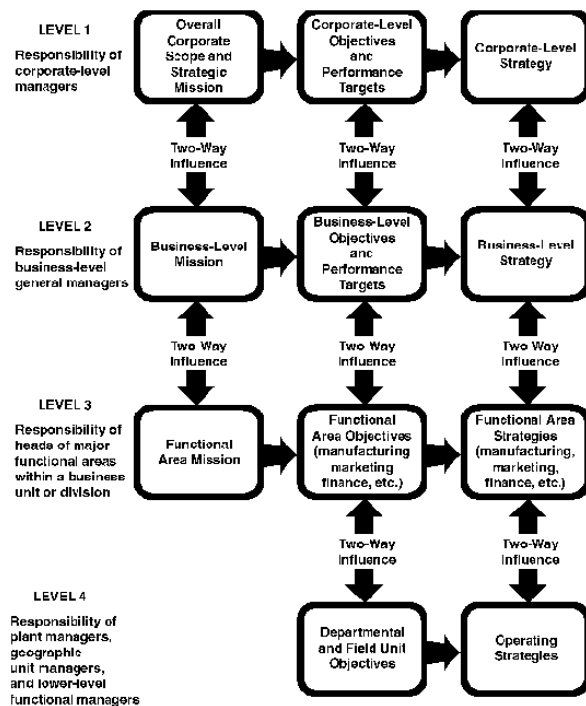 LEVEL 1
Responsibility of
corporate-level
managers
Overall
Corporate
Scope and
Strategic
Mission
Corporate-Level
Objectives
and
Performance
Targets
Corporate-Level
Strategy
Two-Way
Influence
Two-Way
Influence
Two-Way
Influence
LEVEL 2
Responsibility of
business-level
general managers
Business-Level
Mission
Business-Level
Objectives
and
Performance
Targets
Business-Level
Strategy
Two Way
Influence
Two Way
Influence
Two Way
Influence
LEVEL 3
Responsibility of
heads of major
functional areas
within a business
unit or division
Functional
Area Mission
Functional
Area Objectives
(manufacturing
marketing
finance, etc.)
Functional Area
Strategies
(manufacturing,
marketing,
finance, etc.)
Two-Way
Influence
Two-Way
Influence
LEVEL 4
Responsibility of
plant managers,
geographic
unit managers,
and lower-level
functional managers
Departmental
and Field Unit
Objectives
Operating
Strategies